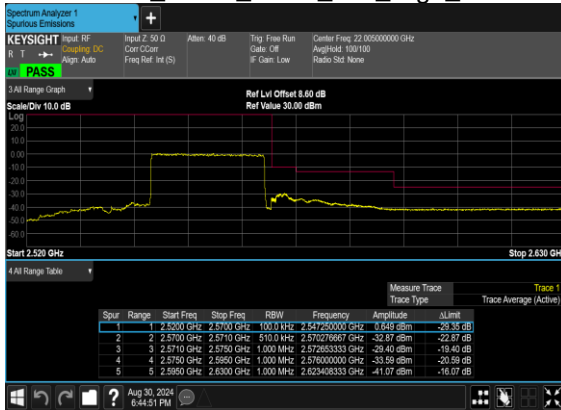 Spectrum Analyzer 1
Spurious Emissions
KEYSIGHT
R T
PASS
Input: RF
Coupling: DC
Align: Auto
Input Z: 50 Ω
Corr CCorr
Freq Ref: Int (S)
Atten: 40 dB
Trig: Free Run
Gate: Off
IF Gain: Low
Center Freq: 22.005000000 GHz
Avg|Hold: 100/100
Radio Std: None
3 All Range Graph
Scale/Div 10.0 dB
Ref Lvl Offset 8.60 dB
Ref Value 30.00 dBm
Log
20.0
10.0
0.00
-10.0
-20.0
-30.0
-40.0
-50.0
-60.0
Start 2.520 GHz
Stop 2.630 GHz
4 All Range Table
Measure Trace Trace 1
Trace Type Trace Average (Active)
Spur Range Start Freq Stop Freq RBW Frequency Amplitude ΔLimit
1 1 2.5200 GHz 2.5700 GHz 100.0 kHz 2.547250000 GHz 0.649 dBm -29.35 dB
2 2 2.5700 GHz 2.5710 GHz 510.0 kHz 2.570276667 GHz -32.87 dBm -22.87 dB
3 3 2.5710 GHz 2.5750 GHz 1.000 MHz 2.572653333 GHz -29.40 dBm -19.40 dB
4 4 2.5750 GHz 2.5950 GHz 1.000 MHz 2.576000000 GHz -33.59 dBm -20.59 dB
5 5 2.5950 GHz 2.6300 GHz 1.000 MHz 2.623408333 GHz -41.07 dBm -16.07 dB
?
Aug 30, 2024
6:44:51 PM